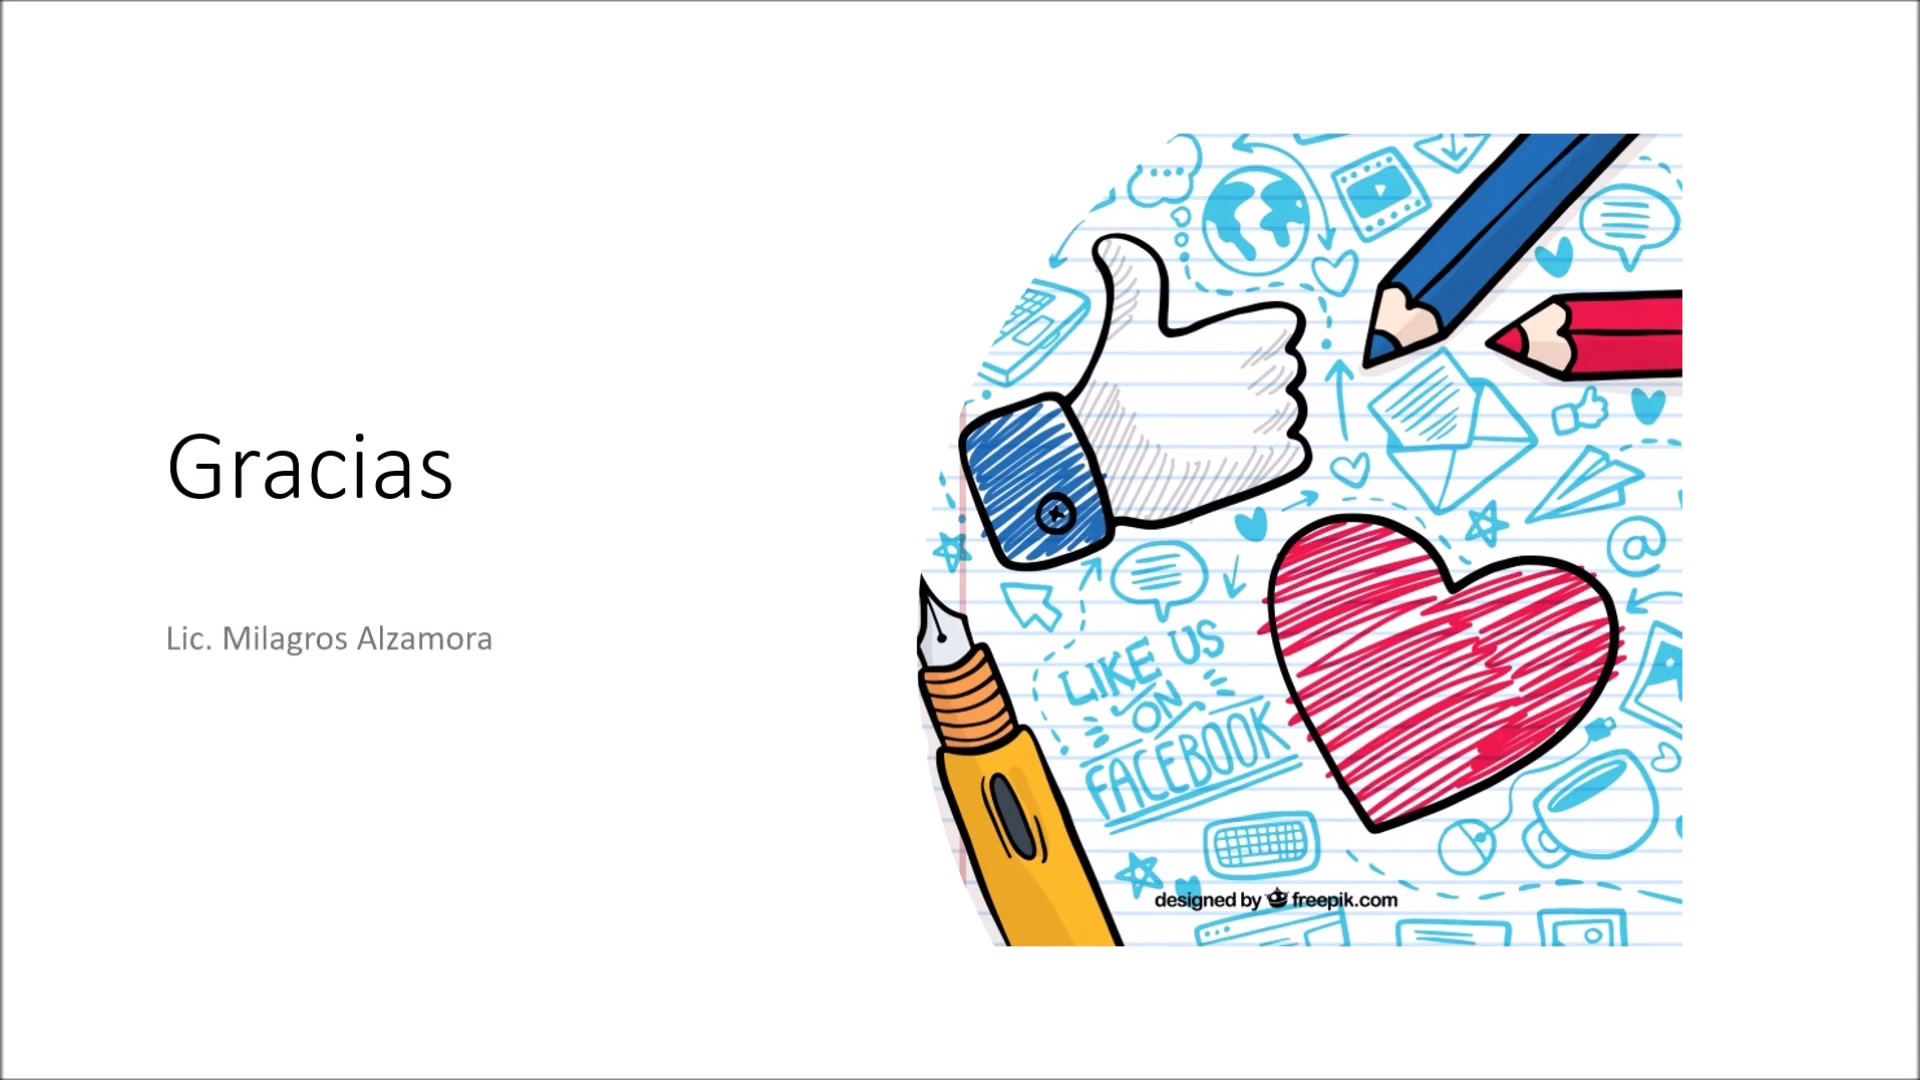 Gracias
Lic. Milagros Alzamora
LIKE US
ON
FACEBOOK
@
designed by freepik.com